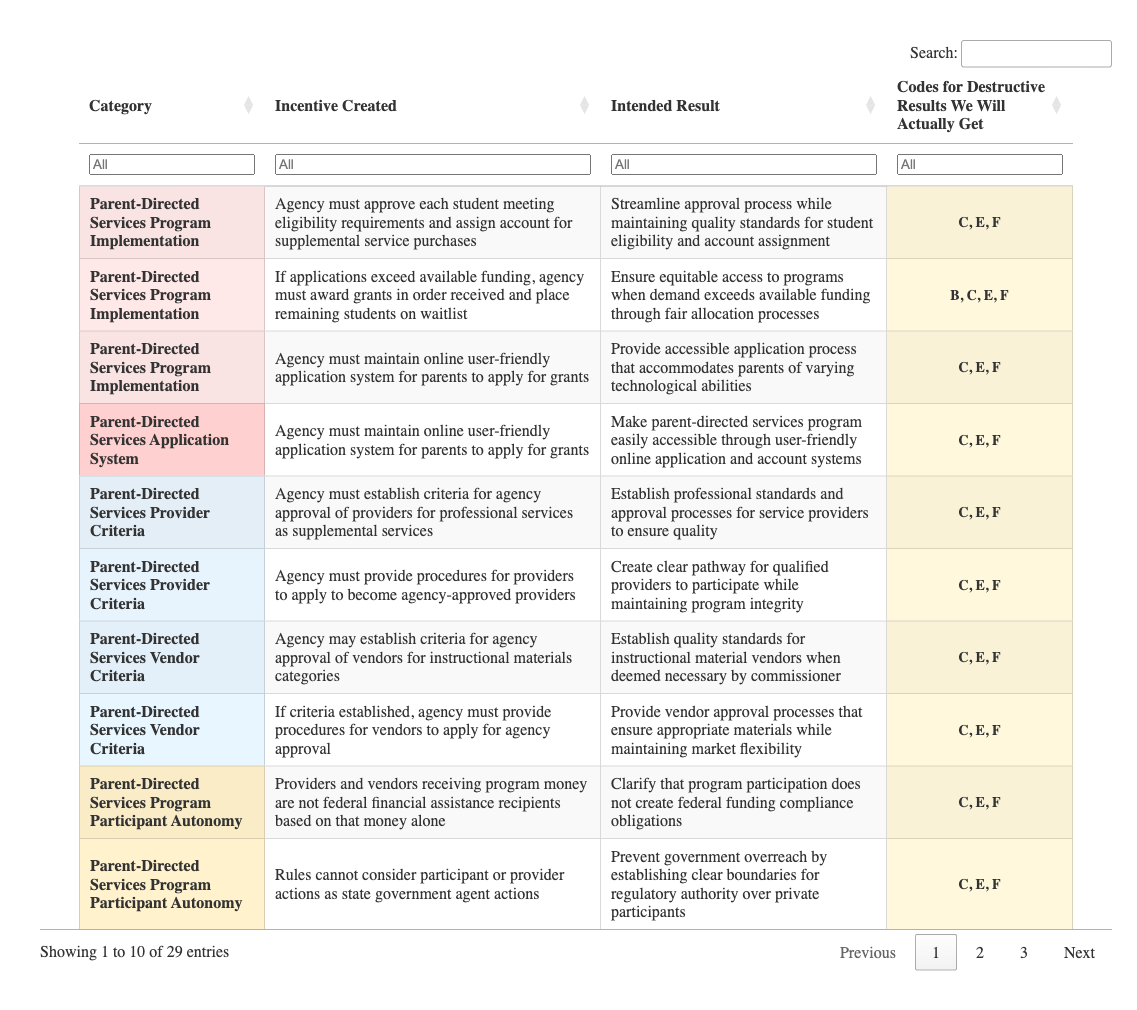 Search:
Category
Incentive Created
Intended Result
Codes for Destructive
Results We Will
Actually Get
All
All
All
All
Parent-Directed
Services Program
Implementation
Agency must approve each student meeting
eligibility requirements and assign account for
supplemental service purchases
Streamline approval process while
maintaining quality standards for student
eligibility and account assignment
C, E, F
Parent-Directed
Services Program
Implementation
If applications exceed available funding, agency
must award grants in order received and place
remaining students on waitlist
Ensure equitable access to programs
when demand exceeds available funding
through fair allocation processes
B, C, E, F
Parent-Directed
Services Program
Implementation
Agency must maintain online user-friendly
application system for parents to apply for grants
Provide accessible application process
that accommodates parents of varying
technological abilities
C, E, F
Parent-Directed
Services Application
System
Agency must maintain online user-friendly
application system for parents to apply for grants
Make parent-directed services program
easily accessible through user-friendly
online application and account systems
C, E, F
Parent-Directed
Services Provider
Criteria
Agency must establish criteria for agency
approval of providers for professional services
as supplemental services
Establish professional standards and
approval processes for service providers
to ensure quality
C, E, F
Parent-Directed
Services Provider
Criteria
Agency must provide procedures for providers
to apply to become agency-approved providers
Create clear pathway for qualified
providers to participate while
maintaining program integrity
C, E, F
Parent-Directed
Services Vendor
Criteria
Agency may establish criteria for agency
approval of vendors for instructional materials
categories
Establish quality standards for
instructional material vendors when
deemed necessary by commissioner
C, E, F
Parent-Directed
Services Vendor
Criteria
If criteria established, agency must provide
procedures for vendors to apply for agency
approval
Provide vendor approval processes that
ensure appropriate materials while
maintaining market flexibility
C, E, F
Parent-Directed
Services Program
Participant Autonomy
Providers and vendors receiving program money
are not federal financial assistance recipients
based on that money alone
Clarify that program participation does
not create federal funding compliance
obligations
C, E, F
Parent-Directed
Services Program
Participant Autonomy
Rules cannot consider participant or provider
actions as state government agent actions
Prevent government overreach by
establishing clear boundaries for
regulatory authority over private
participants
C, E, F
Showing 1 to 10 of 29 entries
Previous 1 2 3 Next